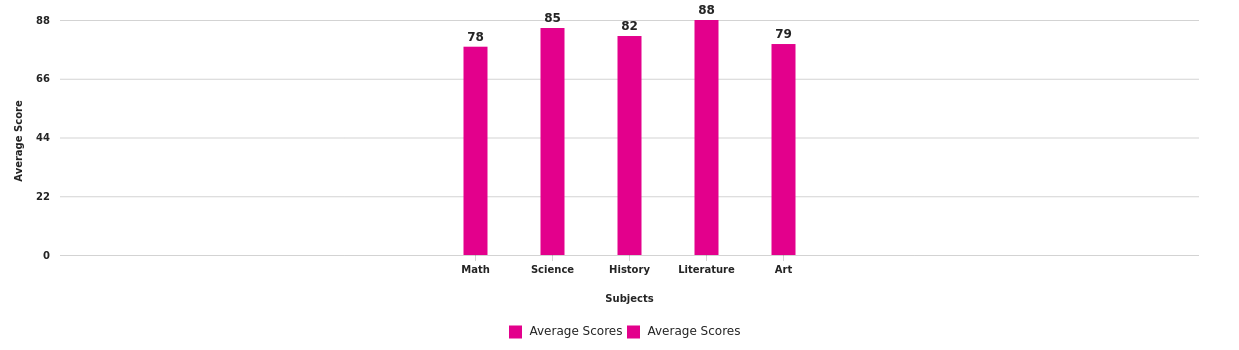 88
66
44
22
0
Average Score
78
85
82
88
79
Math Science History Literature Art
Subjects
Average Scores Average Scores